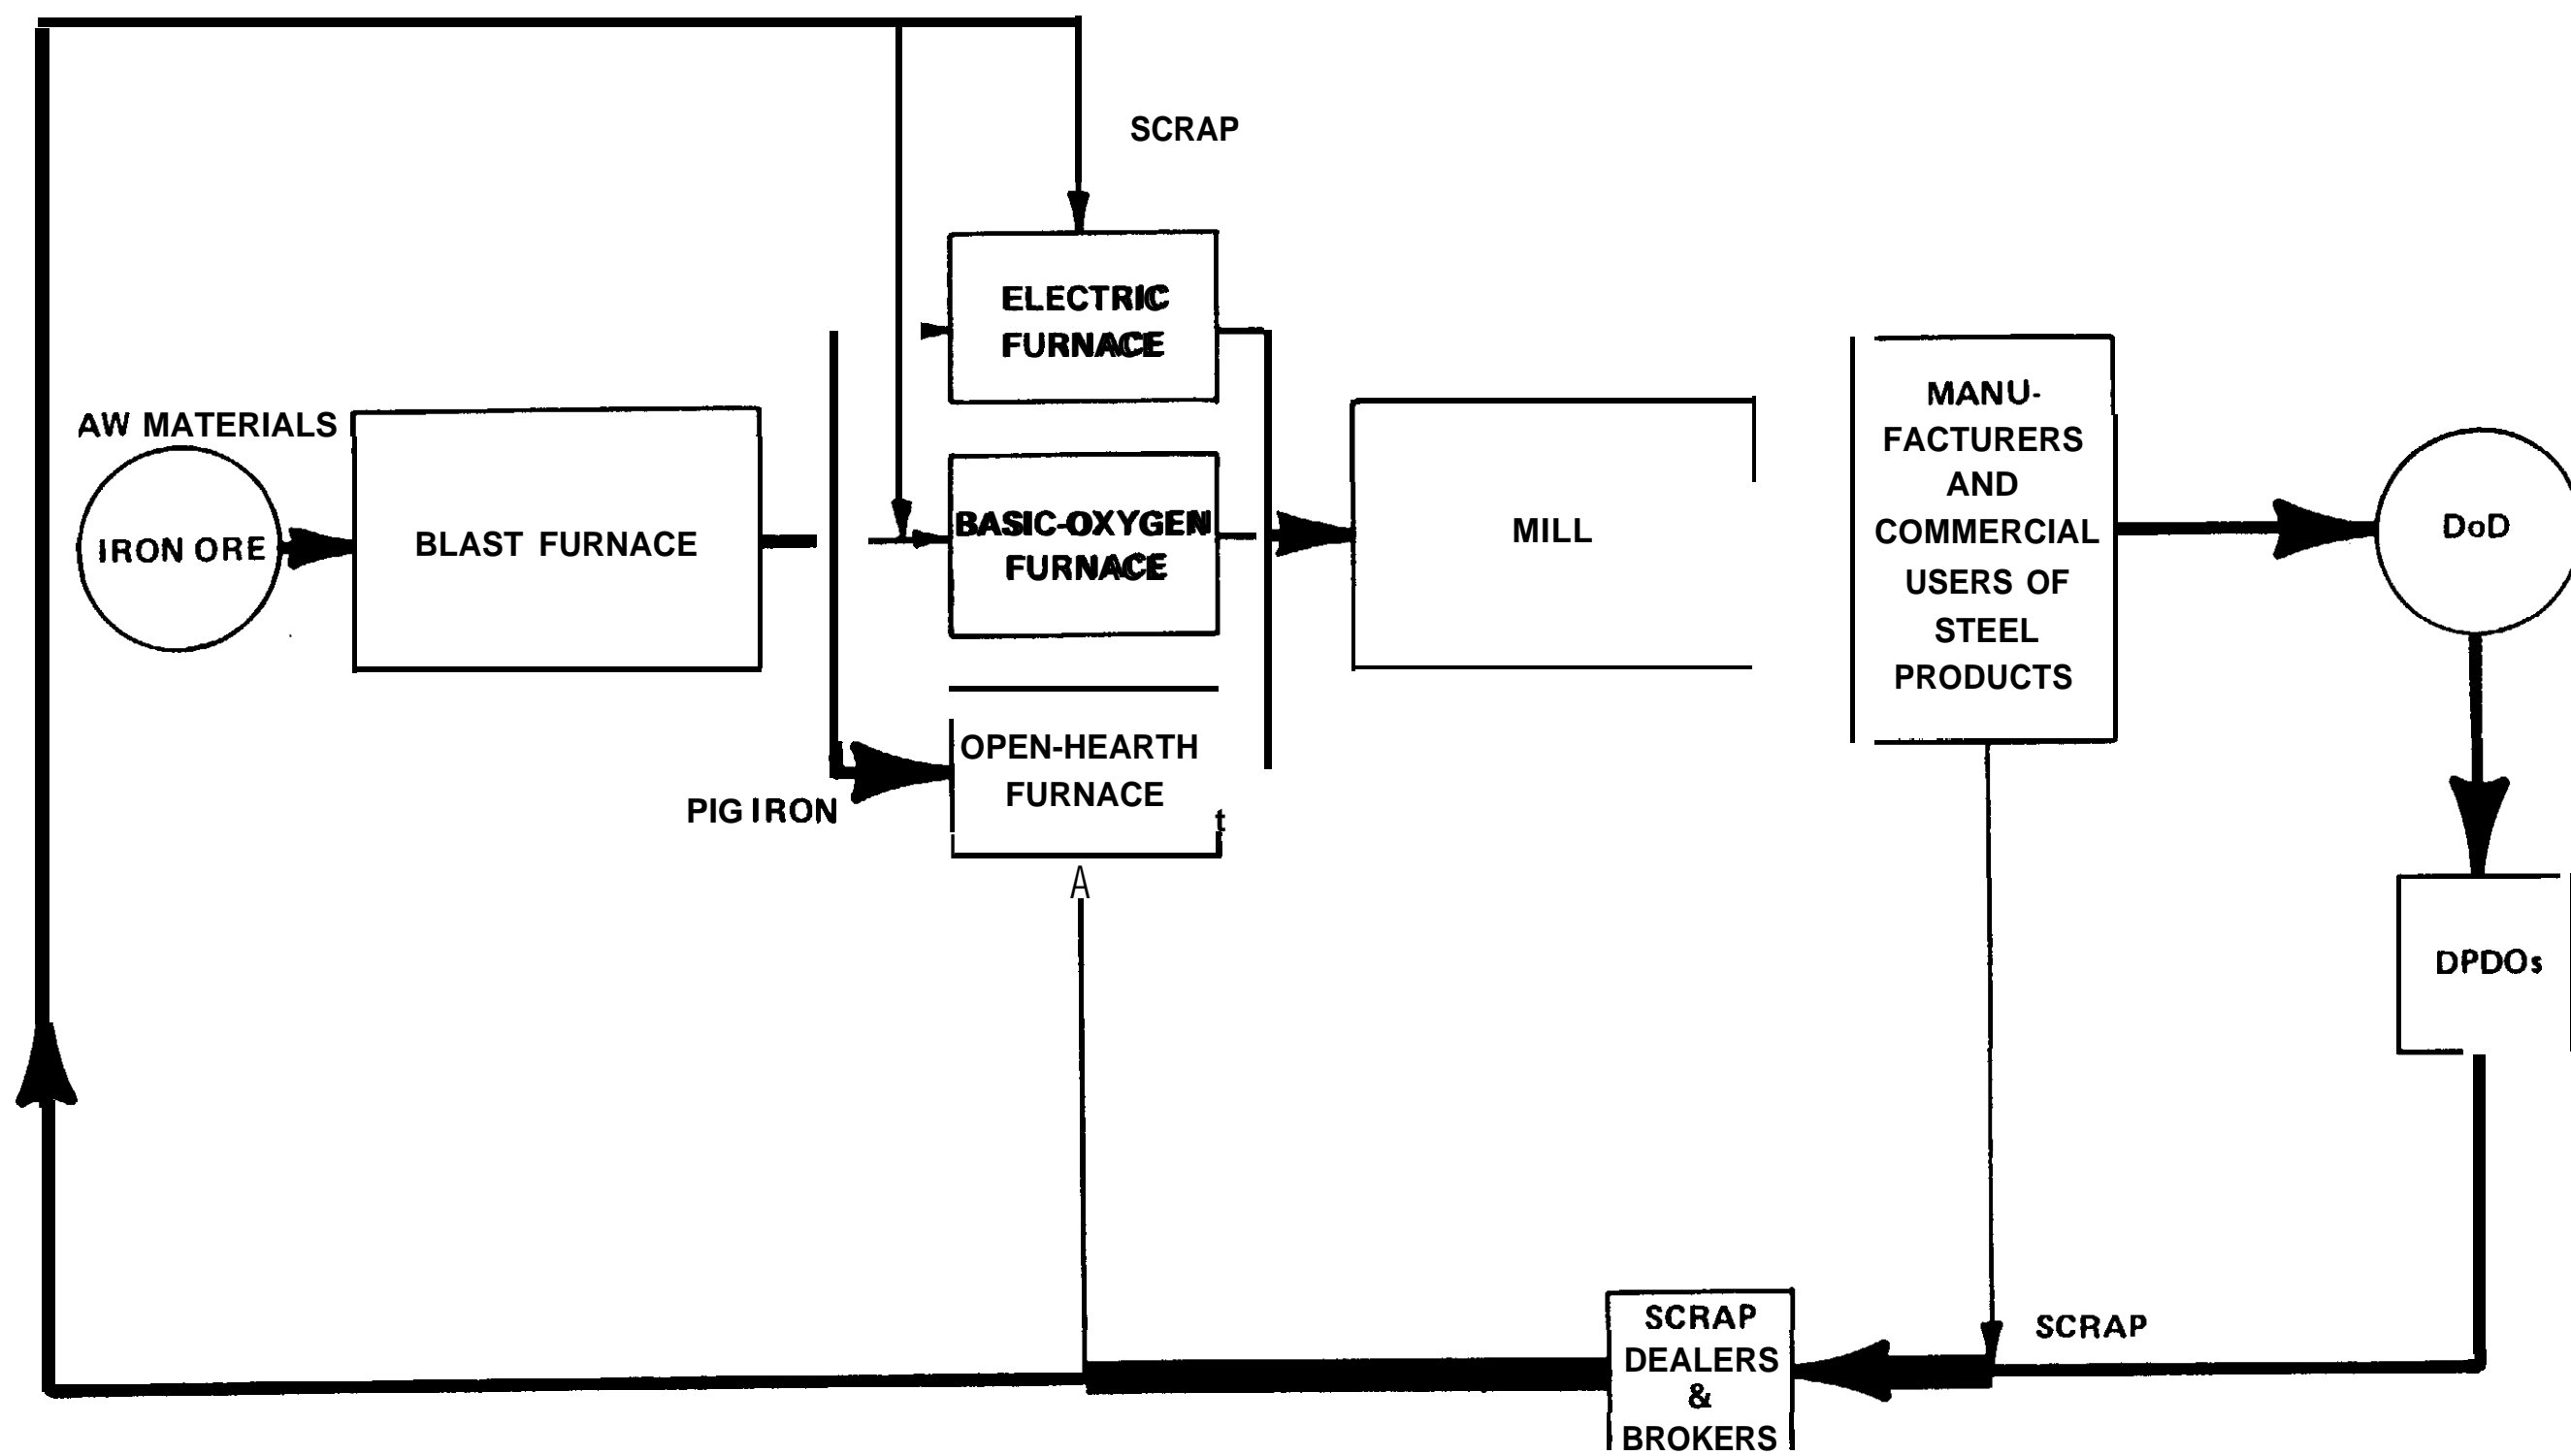 SCRAP
ELECTRIC
FURNACE
AW MATERIALS
IRON ORE
BLAST FURNACE
BASIC-OXYGEN
FURNACE
PIG IRON
OPEN-HEARTH
FURNACE
t
A
MILL
MANU-
FACTURERS
AND
COMMERCIAL
USERS OF
STEEL
PRODUCTS
DoD
DPDOs
SCRAP
SCRAP
DEALERS
&
BROKERS